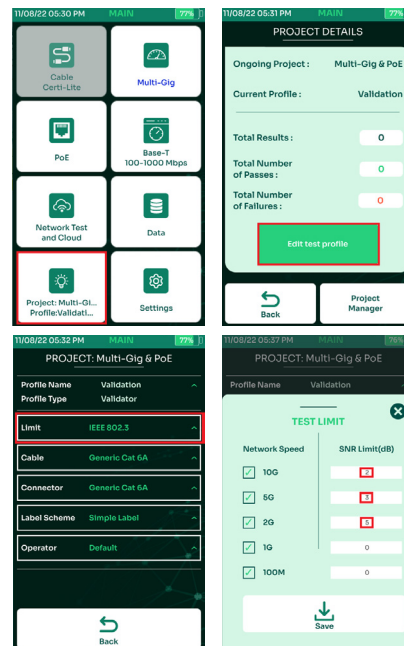 11/08/22 05:30 PM MAIN 77%
Cable
Certi-Lite
Multi-Gig
PoE
Base-T
100-1000 Mbps
Network Test
and Cloud
Data
Project: Multi-Gi...
Profile:Validati...
Settings
11/08/22 05:31 PM MAIN 77%
PROJECT DETAILS
Ongoing Project : Multi-Gig & PoE
Current Profile : Validation
Total Results : 0
Total Number
of Passes : 0
Total Number
of Failures : 0
Edit test profile
Back
Project
Manager
11/08/22 05:32 PM MAIN 77%
PROJECT: Multi-Gig & PoE
Profile Name Validation
Profile Type Validator
Limit IEEE 802.3
Cable Generic Cat 6A
Connector Generic Cat 6A
Label Scheme Simple Label
Operator Default
Back
11/08/22 05:37 PM MAIN 76%
PROJECT: Multi-Gig & PoE
Profile Name Validation
TEST LIMIT
Network Speed SNR Limit(dB)
10G 2
5G 3
2G 5
1G 0
100M 0
Save